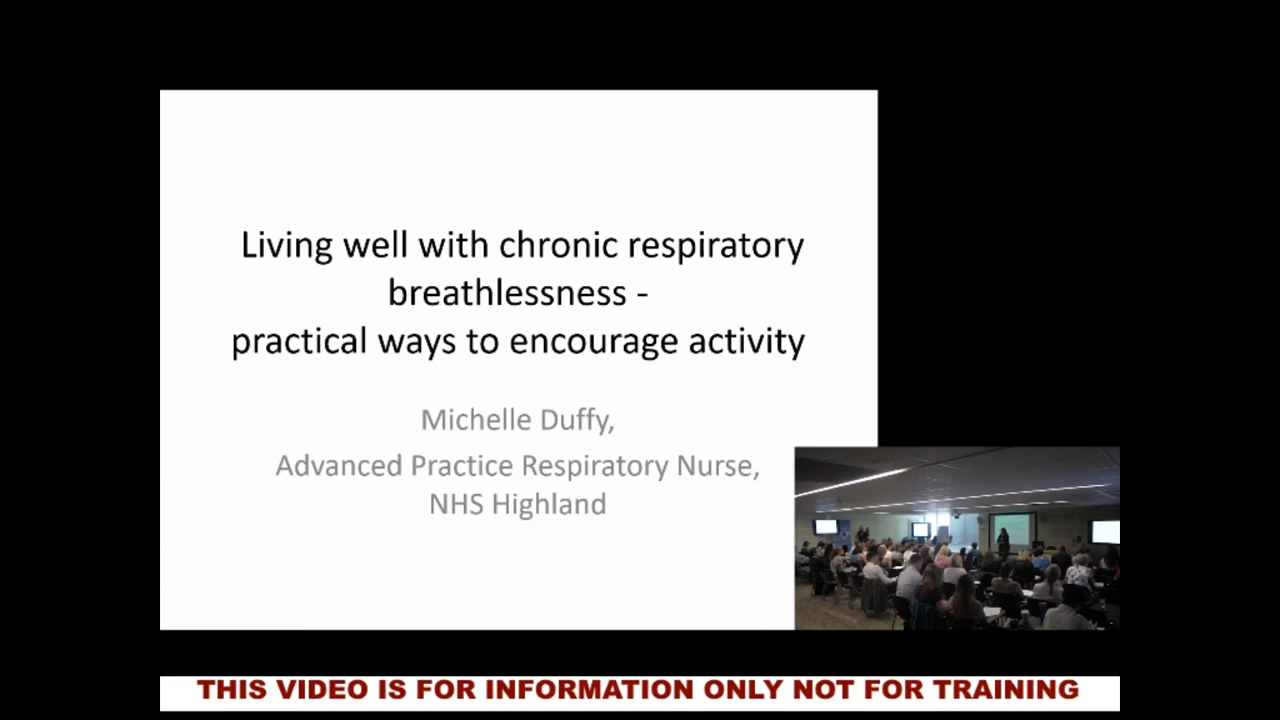 Living well with chronic respiratory
breathlessness -
practical ways to encourage activity
Michelle Duffy,
Advanced Practice Respiratory Nurse,
NHS Highland
THIS VIDEO IS FOR INFORMATION ONLY NOT FOR TRAINING